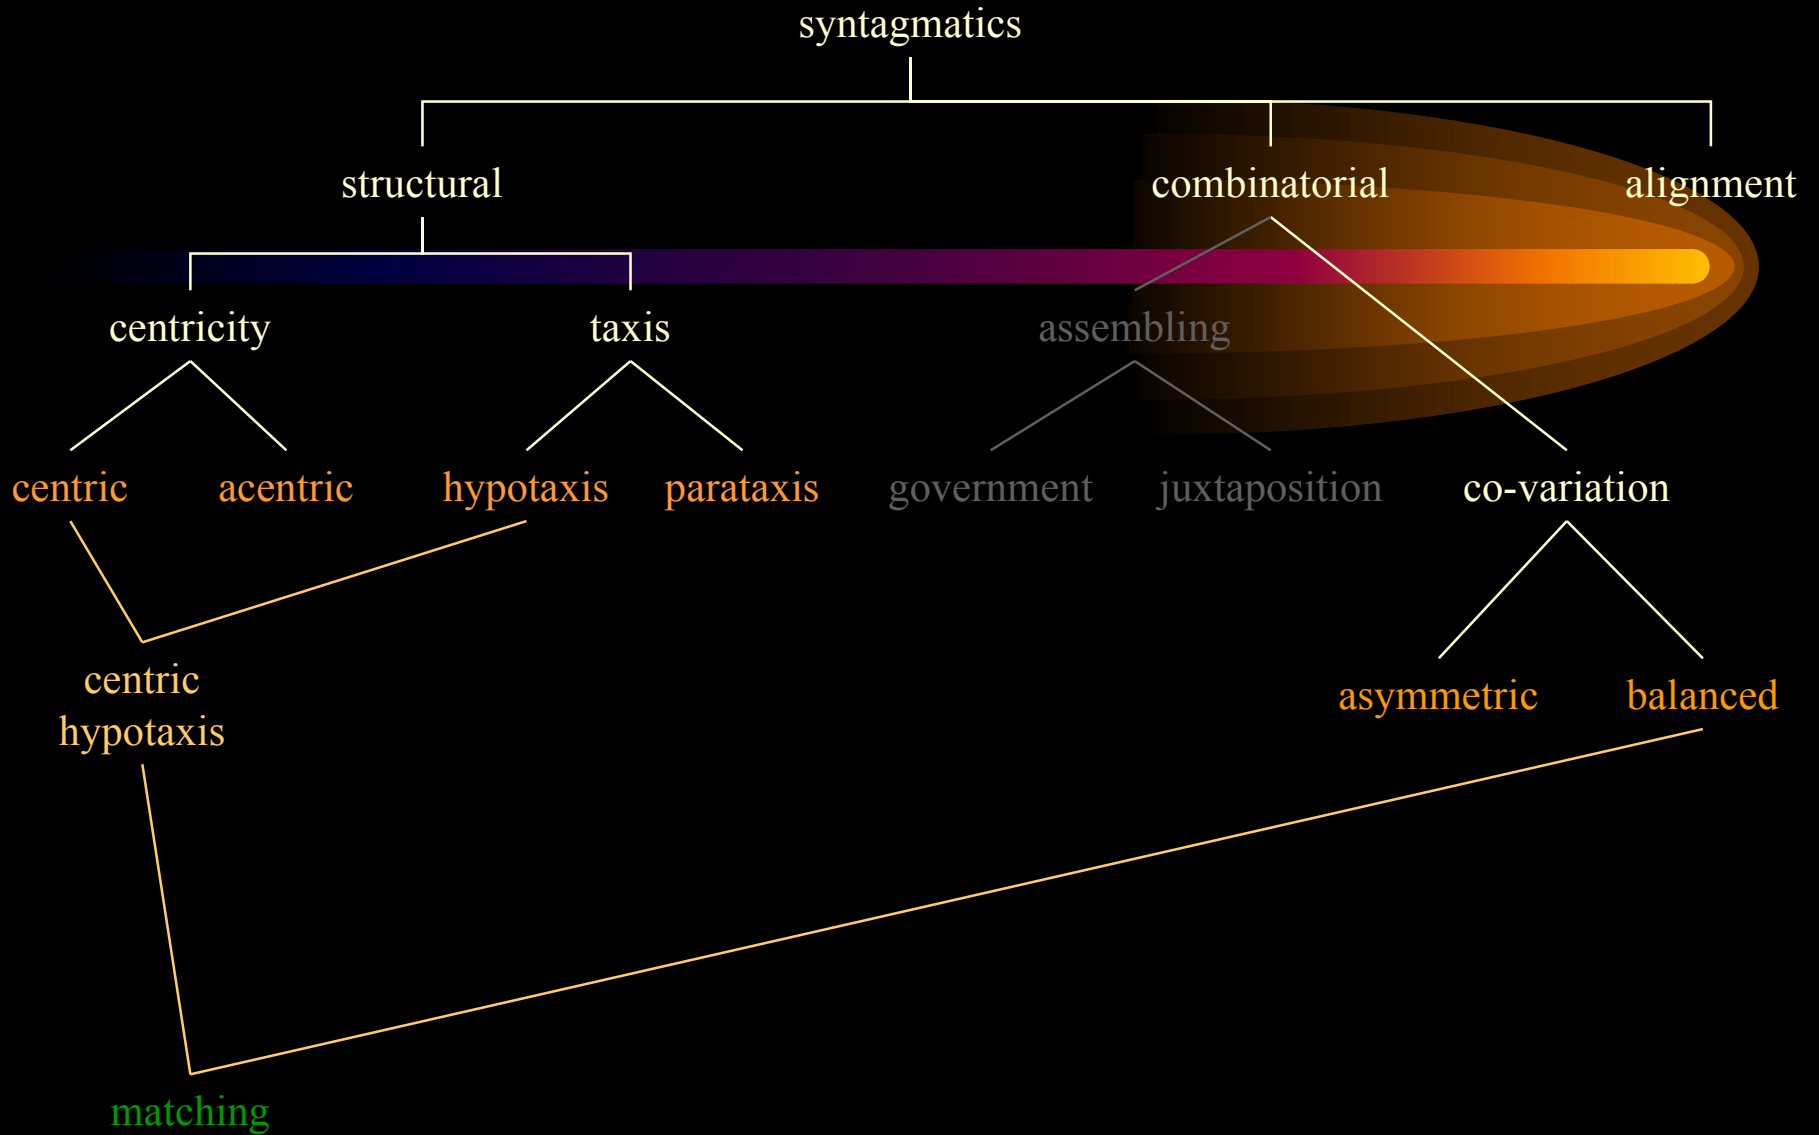 syntagmatics
structural
combinatorial
alignment
centricity
taxis
assembling
centric
acentric
hypotaxis
parataxis
government
juxtaposition
co-variation
centric
hypotaxis
asymmetric
balanced
matching